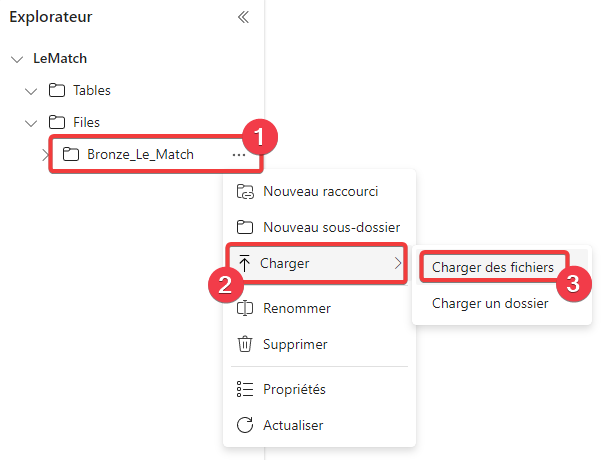 Explorateur
LeMatch
Tables
Files
1
Bronze_Le_Match ...
Nouveau raccourci
Nouveau sous-dossier
2
Charger
Charger des fichiers
3
Charger un dossier
Renommer
Supprimer
Propriétés
Actualiser